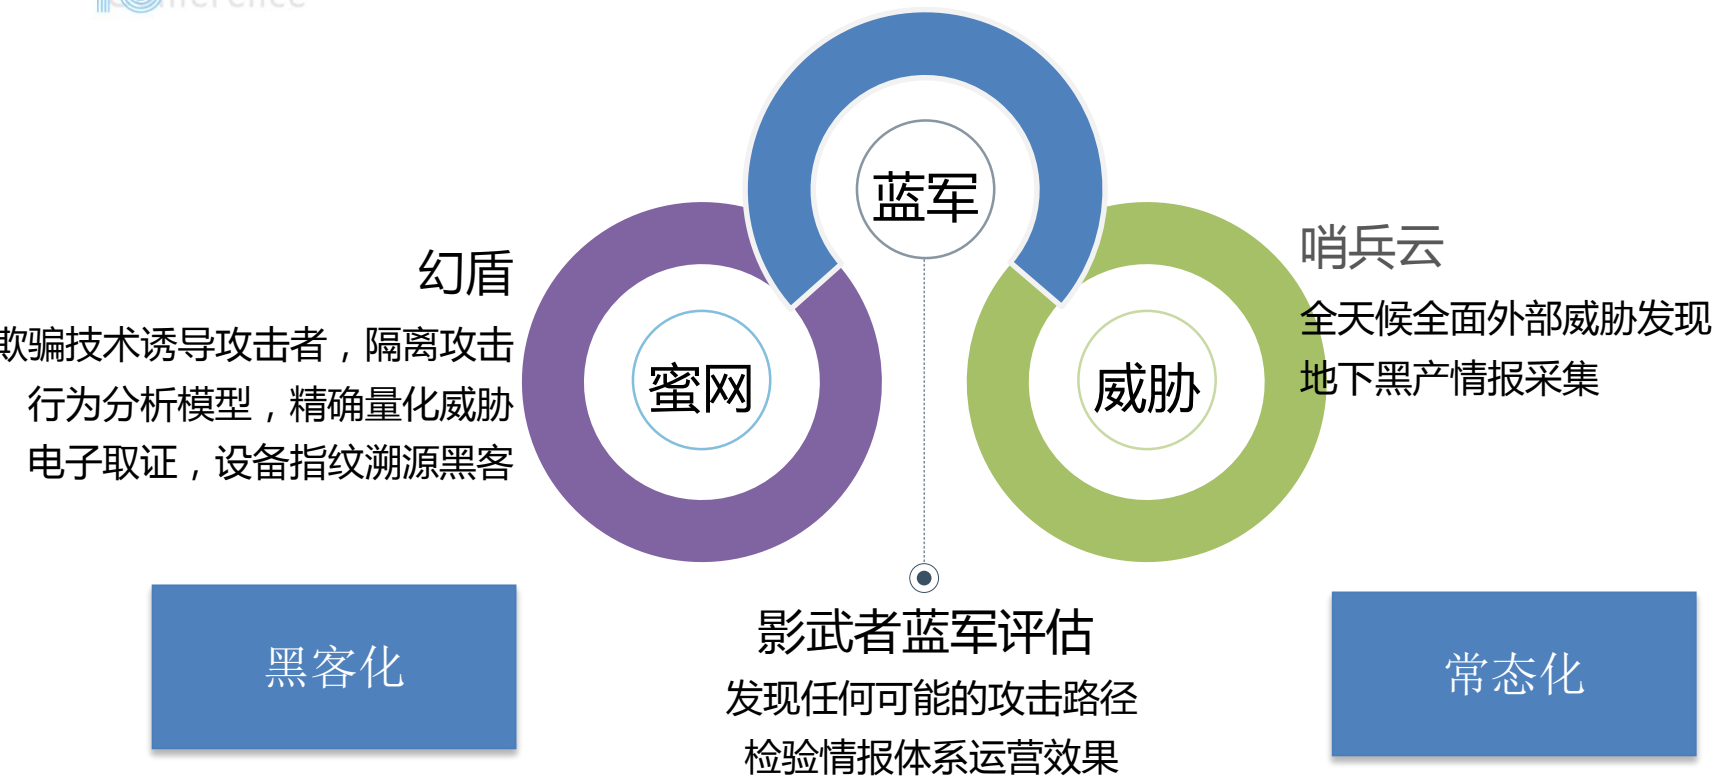 蓝军
幻盾
欺骗技术诱导攻击者，隔离攻击
行为分析模型，精确量化威胁
电子取证，设备指纹溯源黑客
蜜网
威胁
哨兵云
全天候全面外部威胁发现
地下黑产情报采集
影武者蓝军评估
发现任何可能的攻击路径
检验情报体系运营效果
黑客化
常态化